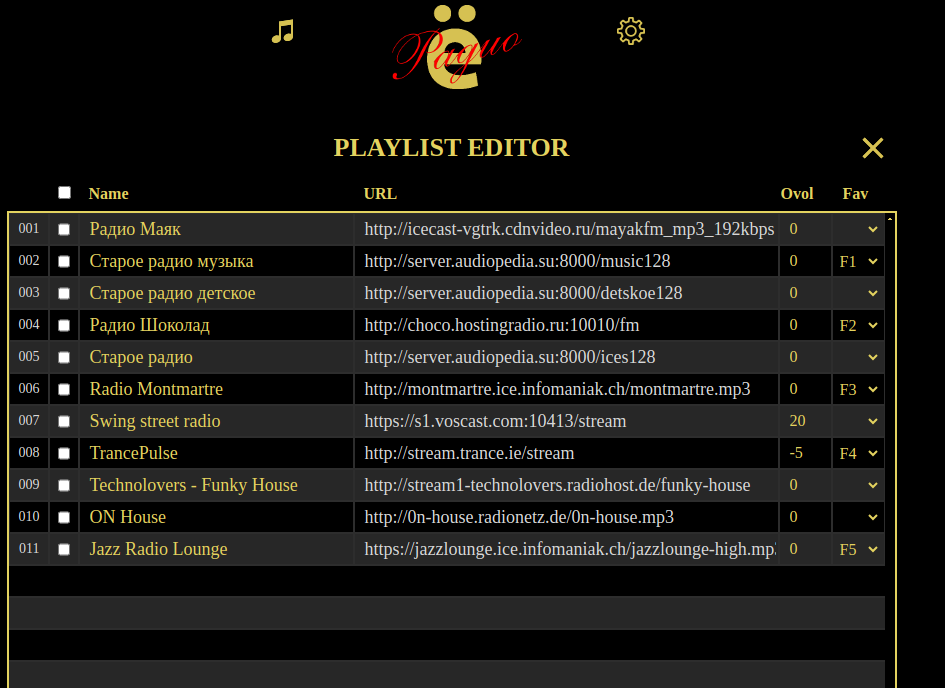 ё
Радио
PLAYLIST EDITOR
Name URL Ovol Fav
001 Радио Маяк http://icecast-vgtrk.cdnvideo.ru/mayakfm_mp3_192kbps 0
002 Старое радио музыка http://server.audiopedia.su:8000/music128 0 F1
003 Старое радио детское http://server.audiopedia.su:8000/detskoe128 0
004 Радио Шоколад http://choco.hostingradio.ru:10010/fm 0 F2
005 Старое радио http://server.audiopedia.su:8000/ices128 0
006 Radio Montmartre http://montmartre.ice.infomaniak.ch/montmartre.mp3 0 F3
007 Swing street radio https://s1.voscast.com:10413/stream 20
008 TrancePulse http://stream.trance.ie/stream -5 F4
009 Technolovers - Funky House http://stream1-technolovers.radiohost.de/funky-house 0
010 ON House http://0n-house.radionetz.de/0n-house.mp3 0
011 Jazz Radio Lounge https://jazzlounge.ice.infomaniak.ch/jazzlounge-high.mp 0 F5